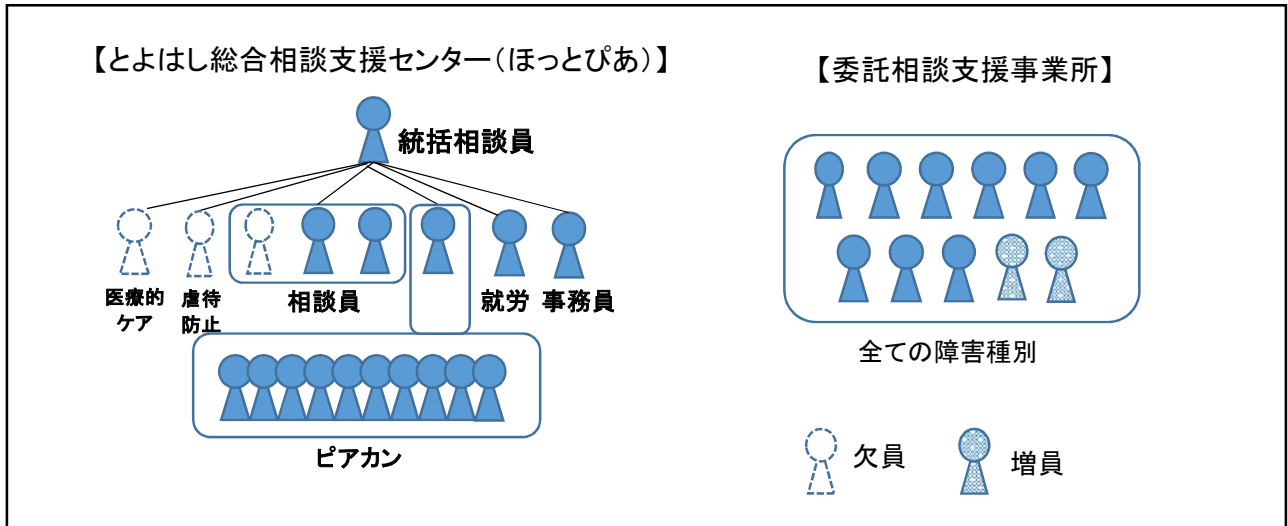 【とよはし総合相談支援センター(ほっとぴあ)】
【委託相談支援事業所】
統括相談員
医療的
ケア
虐待
防止
相談員
就労
事務員
ピアカン
全ての障害種別
欠員
増員